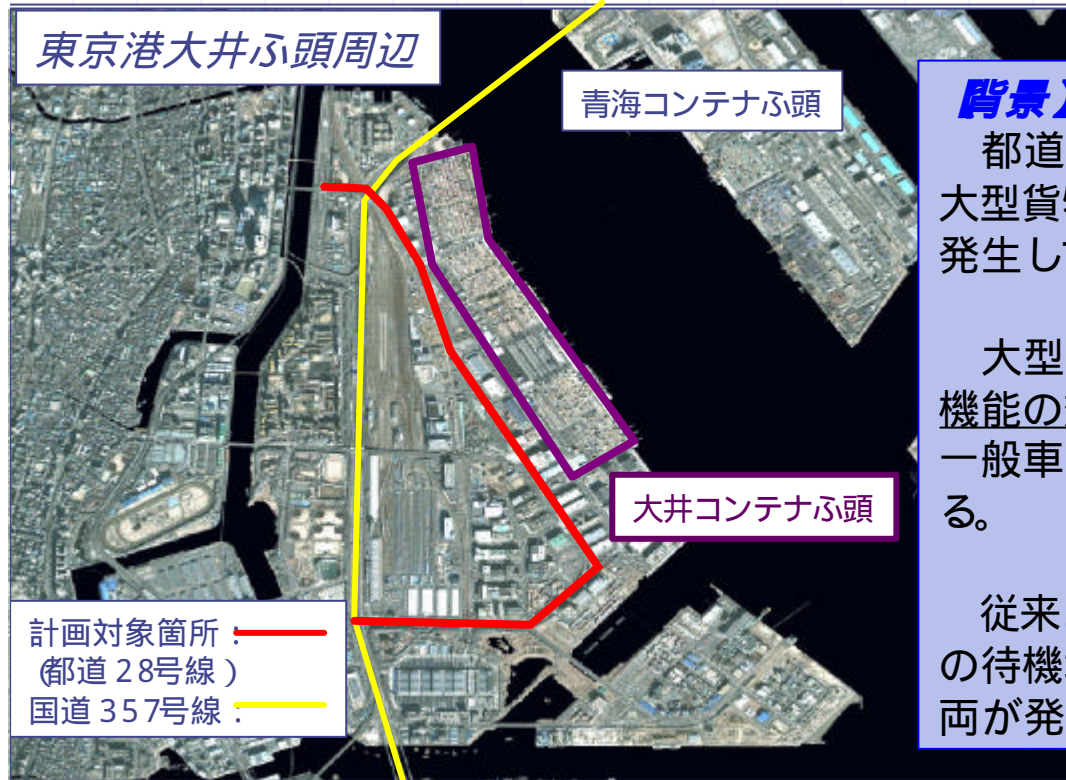 東京港大井ふ頭周辺
青海コンテナふ頭
大井コンテナふ頭
計画対象箇所：
（都道28号線）
国道357号線：
背景】
都道
大型貨
発生し
大型
機能の
一般車
る。
従来
の待機
両が発